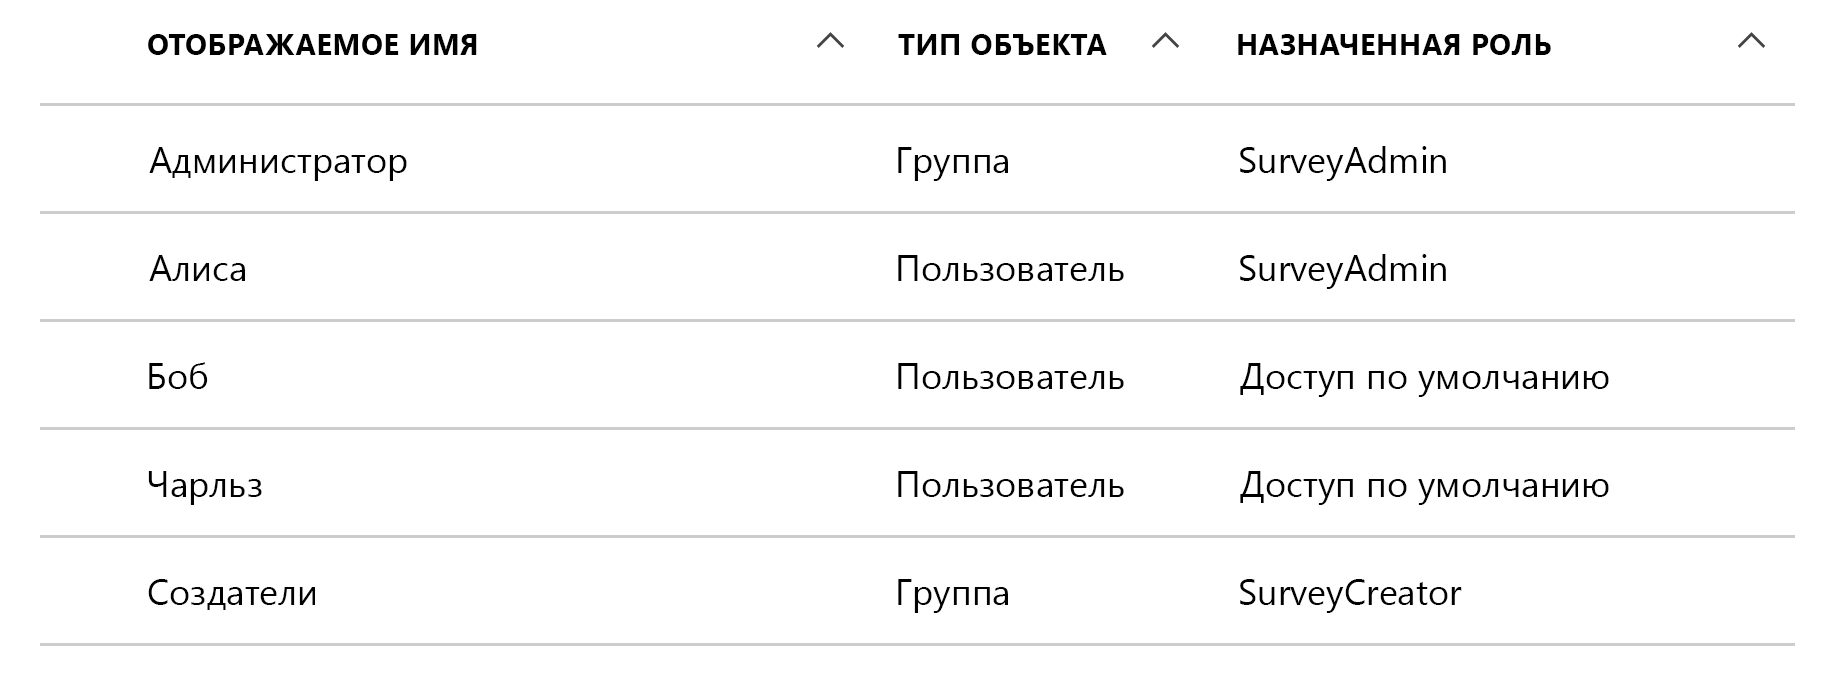 ОТОБРАЖАЕМОЕ ИМЯ ТИП ОБЪЕКТА НАЗНАЧЕННАЯ РОЛЬ
Администратор Группа SurveyAdmin
Алиса Пользователь SurveyAdmin
Боб Пользователь Доступ по умолчанию
Чарльз Пользователь Доступ по умолчанию
Создатели Группа SurveyCreator